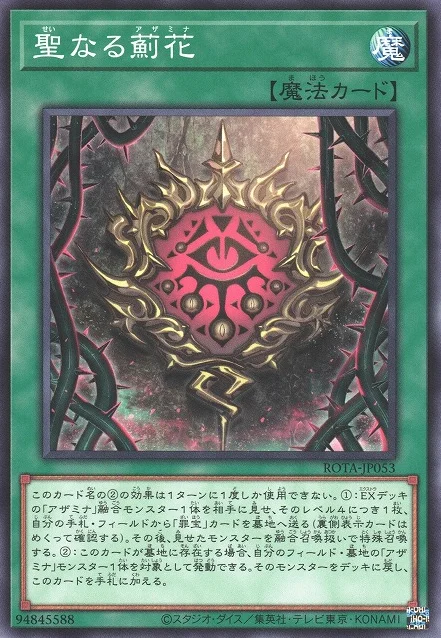 聖なる薊花
【魔法カード】
ROTA-JP053
このカード名の②の効果は1ターンに1度しか使用できない。①：EXデッキ
の「アザミナ」融合モンスター1体を相手に見せ、そのレベル4につき1枚、
自分の手札・フィールドから「罪宝」カードを墓地へ送る（裏側表示カードは
めくって確認する）。その後、見せたモンスターを融合召喚扱いで特殊召喚
する。②：このカードが墓地に存在する場合、自分のフィールド・墓地の「アザ
ミナ」モンスター1体を対象として発動できる。そのモンスターをデッキに戻し、
このカードを手札に加える。
94845588 ©スタジオ・ダイス／集英社・テレビ東京・KONAMI